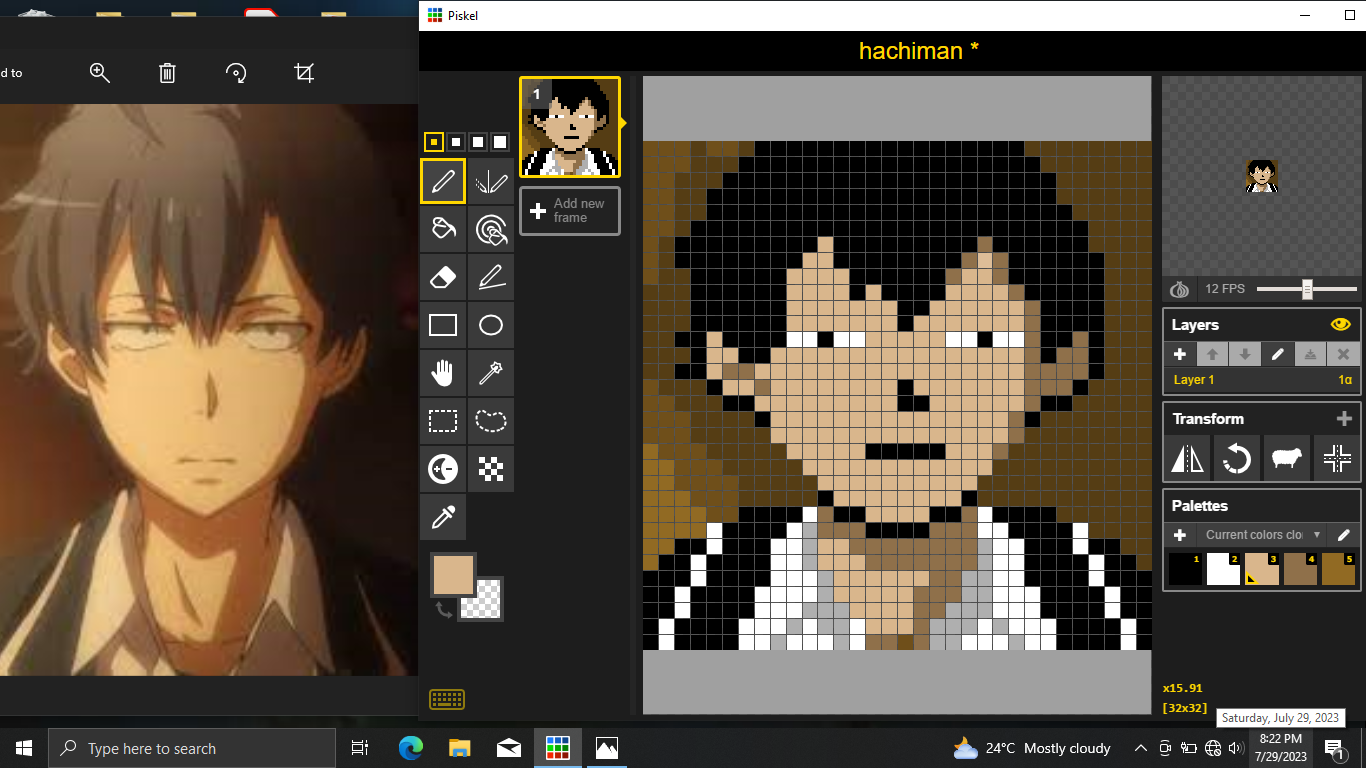 Piskel
hachiman *
d to
1
Add new
frame
12 FPS
Layers
Layer 1
1α
Transform
Palettes
Current colors clo
1
2
3
4
5
x15.91
[32x32]
Saturday, July 29, 2023
Type here to search
24°C Mostly cloudy
8:22 PM
7/29/2023
1